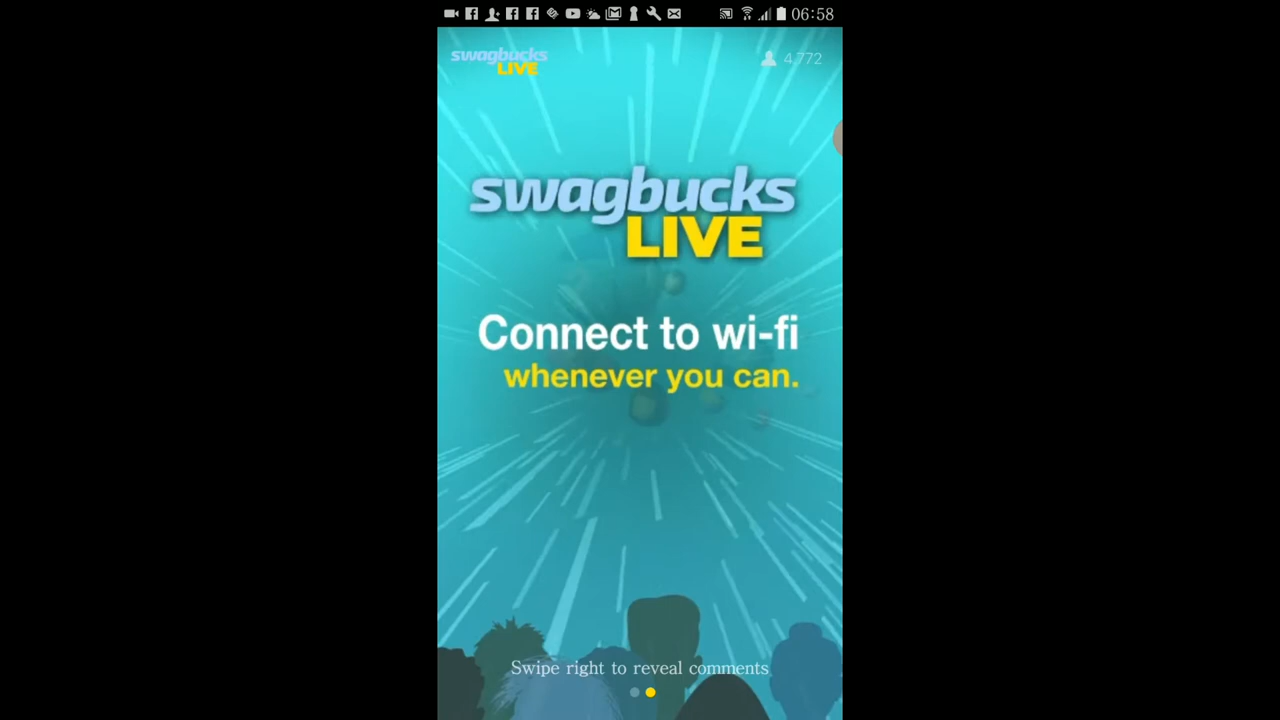 06:58
swagbucks
LIVE
4,772
swagbucks
LIVE
Connect to wi-fi
whenever you can.
Swipe right to reveal comments